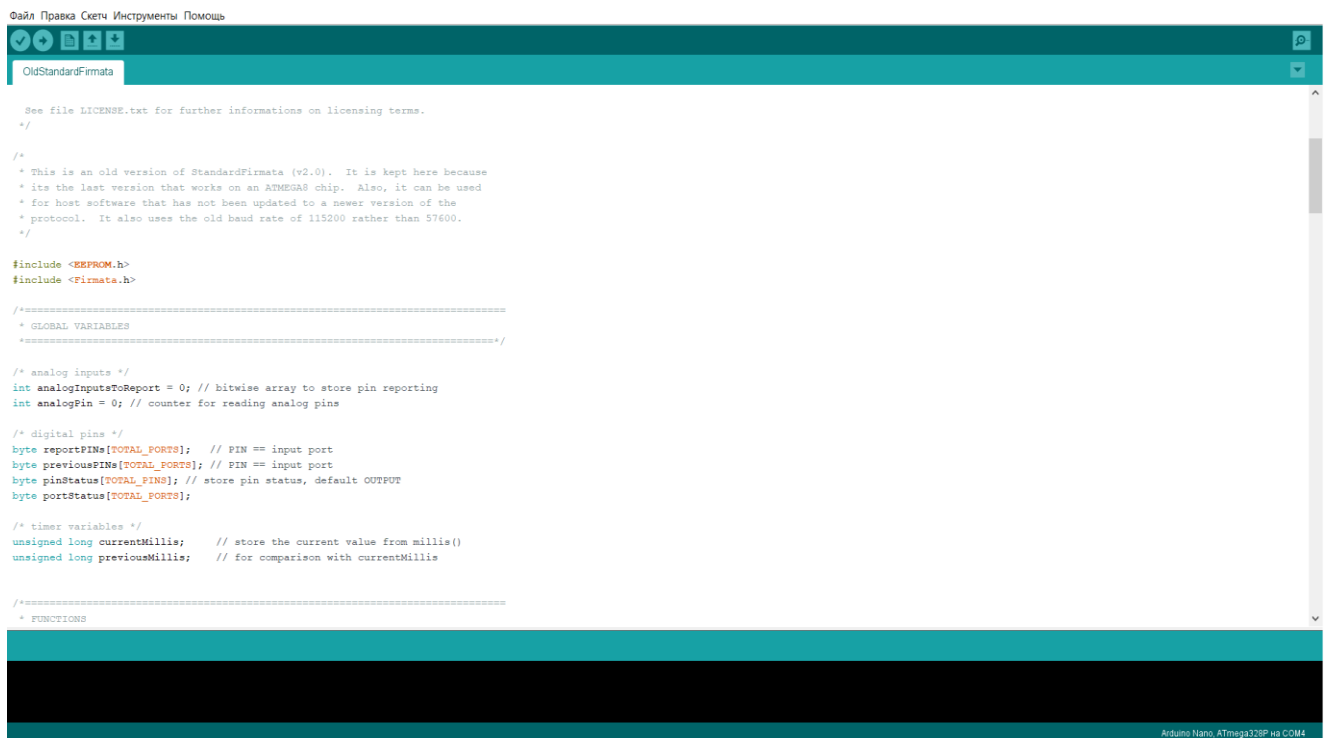 Файл Правка Скетч Инструменты Помощь
OldStandardFirmata
See file LICENSE.txt for further informations on licensing terms.
*/
/*
* This is an old version of StandardFirmata (v2.0).  It is kept here because
* its the last version that works on an ATMEGA8 chip.  Also, it can be used
* for host software that has not been updated to a newer version of the
* protocol.  It also uses the old baud rate of 115200 rather than 57600.
*/
#include <EEPROM.h>
#include <Firmata.h>
/*==============================================================================
* GLOBAL VARIABLES
*============================================================================*/
/* analog inputs */
int analogInputsToReport = 0; // bitwise array to store pin reporting
int analogPin = 0; // counter for reading analog pins
/* digital pins */
byte reportPINs[TOTAL_PORTS];   // PIN == input port
byte previousPINs[TOTAL_PORTS]; // PIN == input port
byte pinStatus[TOTAL_PINS]; // store pin status, default OUTPUT
byte portStatus[TOTAL_PORTS];
/* timer variables */
unsigned long currentMillis;     // store the current value from millis()
unsigned long previousMillis;    // for comparison with currentMillis
/*==============================================================================
* FUNCTIONS
Arduino Nano, ATmega328P на COM4